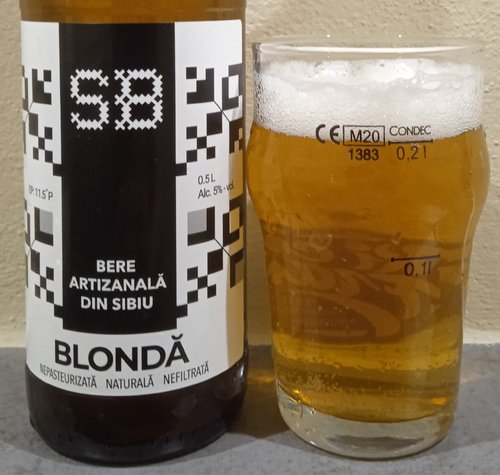 SB
SP: 11.5°P
0.5 L
Alc. 5% - vol.
BERE
ARTIZANALĂ
DIN SIBIU
BLONDĂ
NEPASTEURIZATĂ NATURALĂ NEFILTRATĂ
CE M20 CONDEC
1383 0,2 l
0,1 l